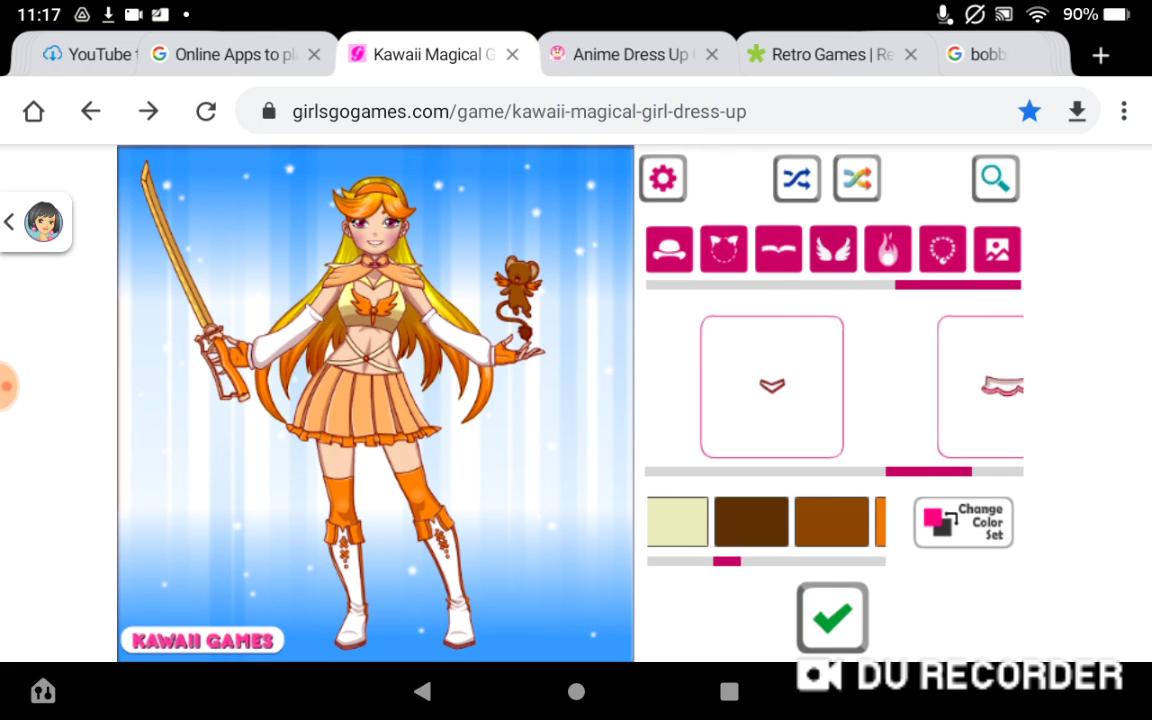 11:17
90%
YouTube t
Online Apps to pl
Kawaii Magical G
Anime Dress Up
Retro Games | Re
bobb
girlsgogames.com/game/kawaii-magical-girl-dress-up
Change
Color
Set
KAWAII GAMES
DU RECORDER